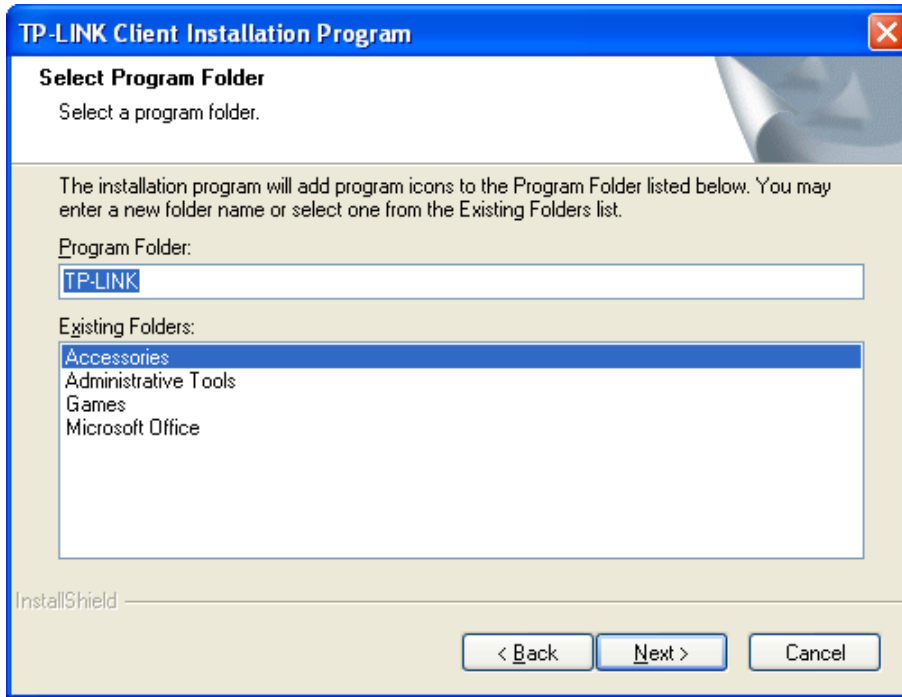 TP-LINK Client Installation Program
Select Program Folder
Select a program folder.
The installation program will add program icons to the Program Folder listed below. You may
enter a new folder name or select one from the Existing Folders list.
Program Folder:
TP-LINK
Existing Folders:
Accessories
Administrative Tools
Games
Microsoft Office
InstallShield
< Back Next > Cancel